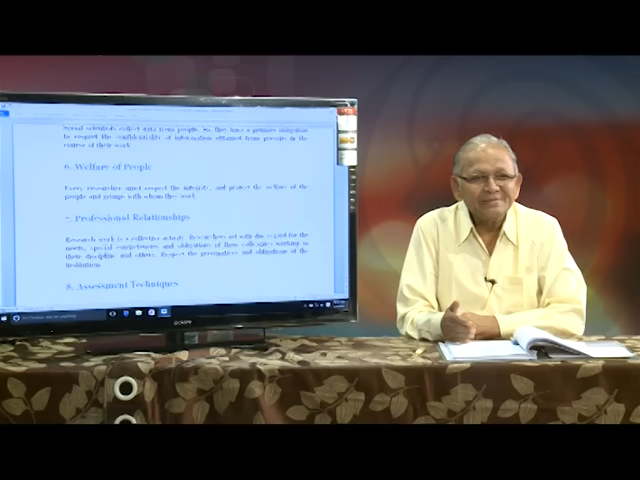 Social scientists collect data from people. So, they have a primary obligation
to respect the confidentiality of information obtained from persons in the
course of their work.
6. Welfare of People
Every researcher must respect the integrity, and protect the welfare of the
people and groups with whom they work.
7. Professional Relationships
Research work is a collective activity. Researchers act with due regard for the
needs, special competencies and obligations of their colleagues working in
their discipline and others. Respect the prerogatives and obligations of the
institutions
8. Assessment Techniques
SONY